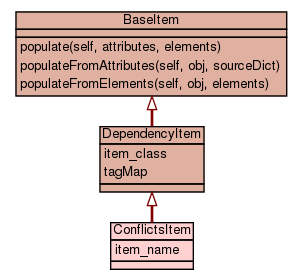 BaseItem
populate(self, attributes, elements)
populateFromAttributes(self, obj, sourceDict)
populateFromElements(self, obj, elements)
DependencyItem
item_class
tagMap
ConflictsItem
item_name